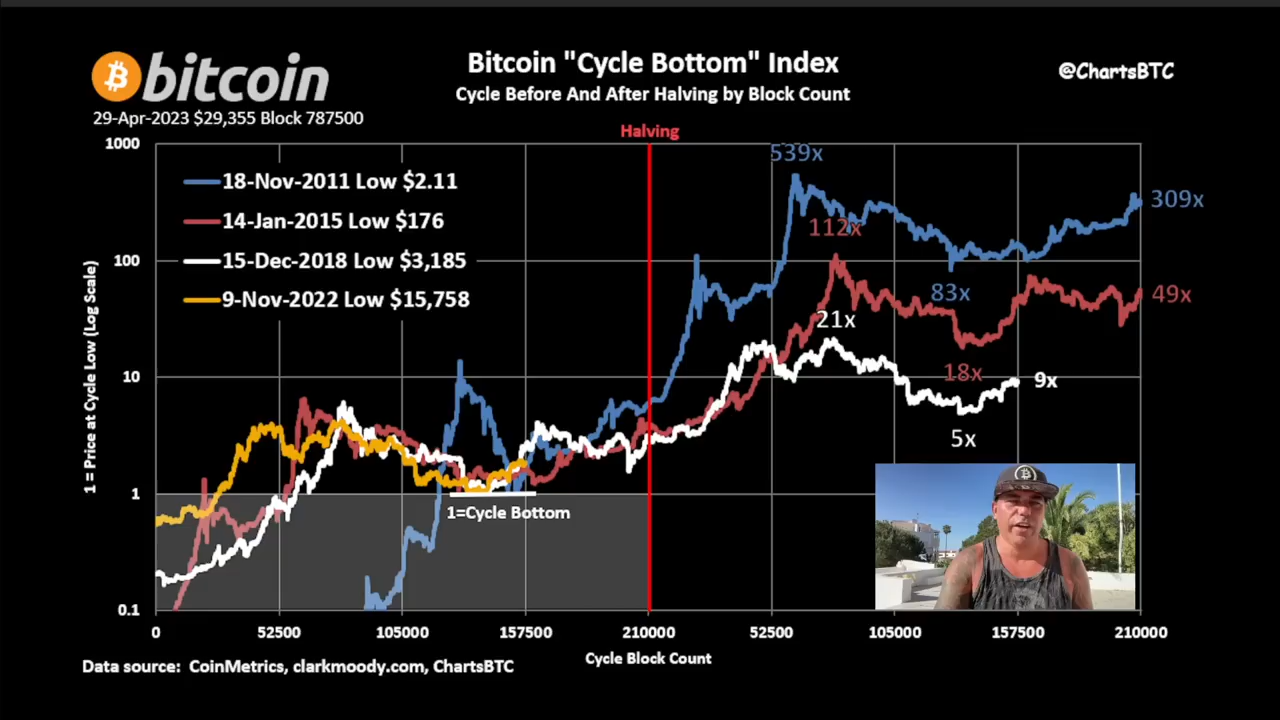 bitcoin
29-Apr-2023 $29,355 Block 787500
Bitcoin "Cycle Bottom" Index
Cycle Before And After Halving by Block Count
@ChartsBTC
Halving
1 = Price at Cycle Low (Log Scale)
1000
100
10
1
0.1
18-Nov-2011 Low $2.11
14-Jan-2015 Low $176
15-Dec-2018 Low $3,185
9-Nov-2022 Low $15,758
539x
309x
112x
83x
49x
21x
18x
9x
5x
1=Cycle Bottom
0
52500
105000
157500
210000
52500
105000
157500
210000
Cycle Block Count
Data source: CoinMetrics, clarkmoody.com, ChartsBTC